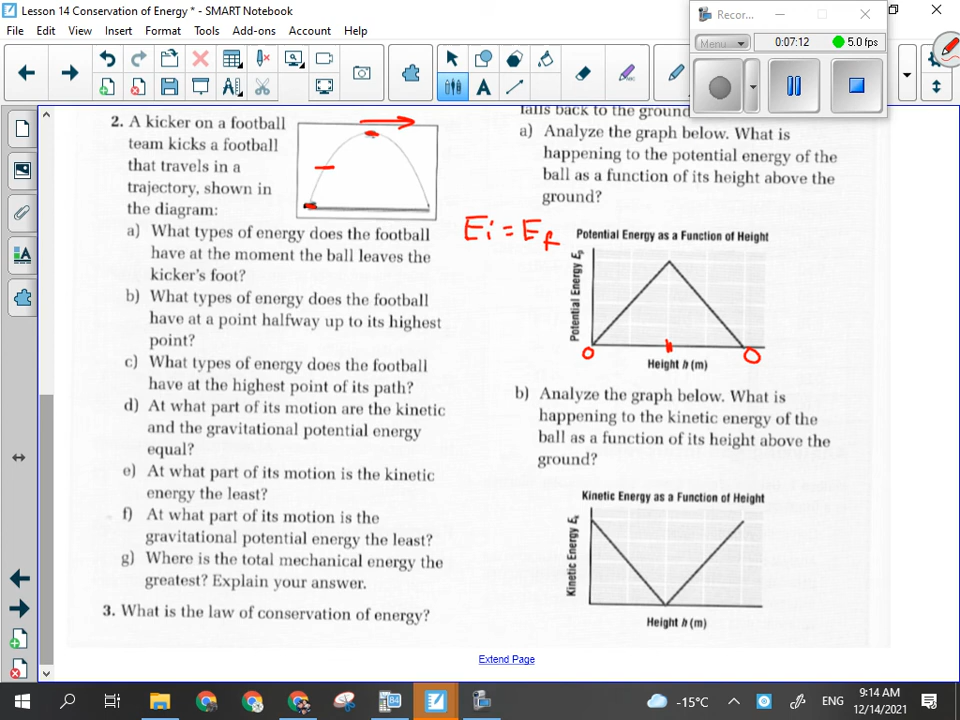 Lesson 14 Conservation of Energy * - SMART Notebook
File Edit View Insert Format Tools Add-ons Account Help
Recor...
Menu
0:07:12
5.0 fps
2. A kicker on a football
team kicks a football
that travels in a
trajectory, shown in
the diagram:
a) What types of energy does the football
have at the moment the ball leaves the
kicker's foot?
b) What types of energy does the football
have at a point halfway up to its highest
point?
c) What types of energy does the football
have at the highest point of its path?
d) At what part of its motion are the kinetic
and the gravitational potential energy
equal?
e) At what part of its motion is the kinetic
energy the least?
f) At what part of its motion is the
gravitational potential energy the least?
g) Where is the total mechanical energy the
greatest? Explain your answer.
3. What is the law of conservation of energy?
Ei = Ef
falls back to the ground
a) Analyze the graph below. What is
happening to the potential energy of the
ball as a function of its height above the
ground?
Potential Energy as a Function of Height
Potential Energy Ep
0 h 0
Height h (m)
b) Analyze the graph below. What is
happening to the kinetic energy of the
ball as a function of its height above the
ground?
Kinetic Energy as a Function of Height
Kinetic Energy Ek
Height h (m)
Extend Page
-15°C
ENG
9:14 AM
12/14/2021